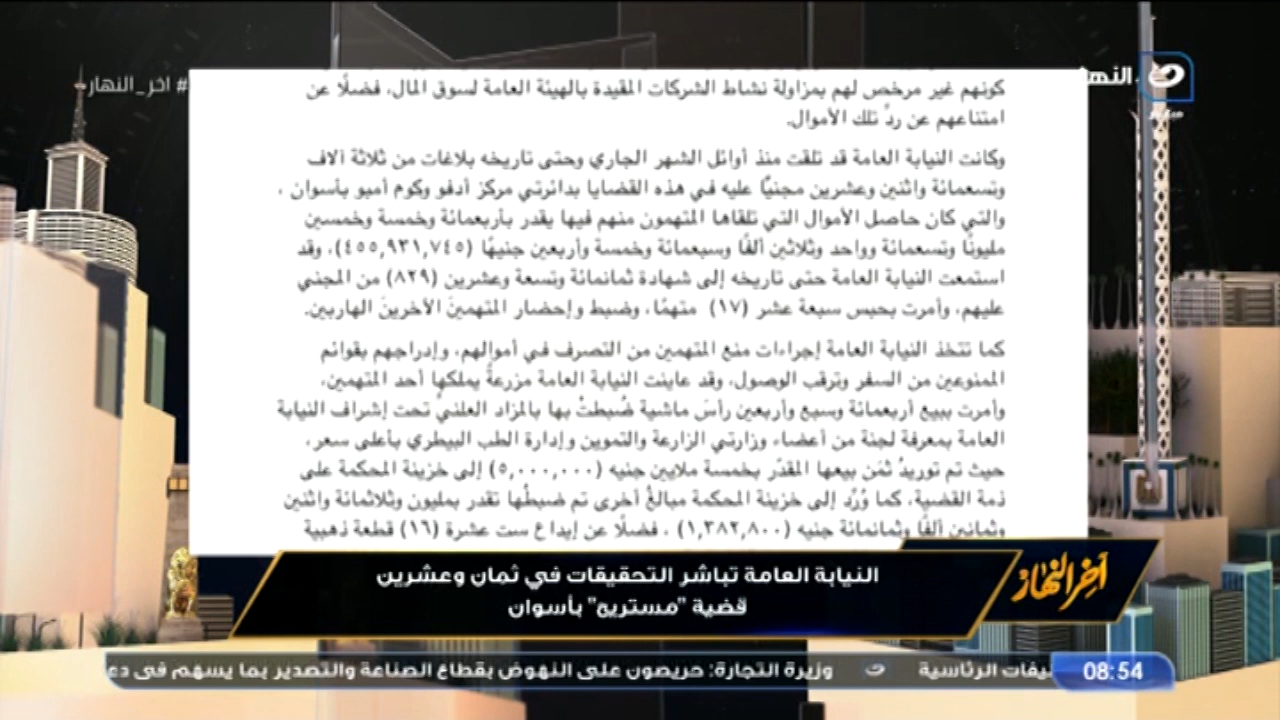 # اخر_النهار
النهار
كونهم غير مرخص لهم بمزاولة نشاط الشركات المقيدة بالهيئة العامة لسوق المال، فضلًا عن
امتناعهم عن ردِّ تلك الأموال.
وكانت النيابة العامة قد تلقت منذ أوائل الشهر الجاري وحتى تاريخه بلاغات من ثلاثة آلاف
وتسعمائة واثنين وعشرين مجنيًّا عليه في هذه القضايا بدائرتي مركز أدفو وكوم أمبو بأسوان ،
والتي كان حاصل الأموال التي تلقاها المتهمون منهم فيها يقدر بأربعمائة وخمسة وخمسين
مليونًا وتسعمائة وواحد وثلاثين ألفًا وسبعمائة وخمسة وأربعين جنيهًا (٤٥٥,٩٣١,٧٤٥)، وقد
استمعت النيابة العامة حتى تاريخه إلى شهادة ثمانمائة وتسعة وعشرين (٨٢٩) من المجني
عليهم، وأمرت بحبس سبعة عشر (١٧) متهمًا، وضبط وإحضار المتهمينَ الآخرينَ الهاربين.
كما تتخذ النيابة العامة إجراءات منع المتهمين من التصرف في أموالهم، وإدراجهم بقوائم
الممنوعين من السفر وترقب الوصول، وقد عاينت النيابة العامة مزرعةً يملكها أحد المتهمين،
وأمرت ببيع أربعمائة وسبع وأربعين رأسَ ماشية ضُبطتْ بها بالمزاد العلني تحت إشراف النيابة
العامة بمعرفة لجنة من أعضاء وزارتي الزراعة والتموين وإدارة الطب البيطري بأعلى سعر،
حيث تم توريدُ ثمَن بيعها المقدّر بخمسة ملايين جنيه (٥,٠٠٠,٠٠٠) إلى خزينة المحكمة على
ذمة القضية، كما وُرِّد إلى خزينة المحكمة مبالغُ أخرى تم ضبطُها تقدر بمليون وثلاثمائة واثنين
وثمانين ألفًا وثمانمائة جنيه (١,٣٨٢,٨٠٠) ، فضلًا عن إيداع ست عشرة (١٦) قطعة ذهبية
آخر النهار
النيابة العامة تباشر التحقيقات في ثمان وعشرين
قضية "مستريح" بأسوان
08:54
الرئاسية
وزيرة التجارة: حريصون على النهوض بقطاع الصناعة والتصدير بما يسهم فى